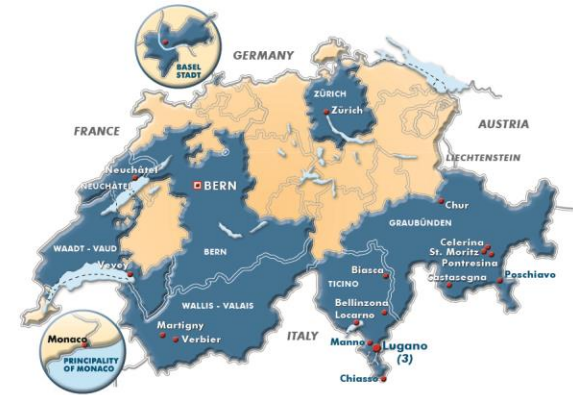 GERMANY
BASEL
STADT
ZÜRICH
Zürich
FRANCE
AUSTRIA
LIECHTENSTEIN
Neuchâtel
NEUCHÂTEL
BERN
Chur
GRAUBÜNDEN
WAADT - VAUD
BERN
Celerina
St. Moritz
Pontresina
Vevey
Biasca
Castasegna
Poschiavo
TICINO
WALLIS - VALAIS
Bellinzona
Locarno
Martigny
Verbier
ITALY
Monaco
Manno
Lugano
(3)
PRINCIPALITY
OF MONACO
Chiasso